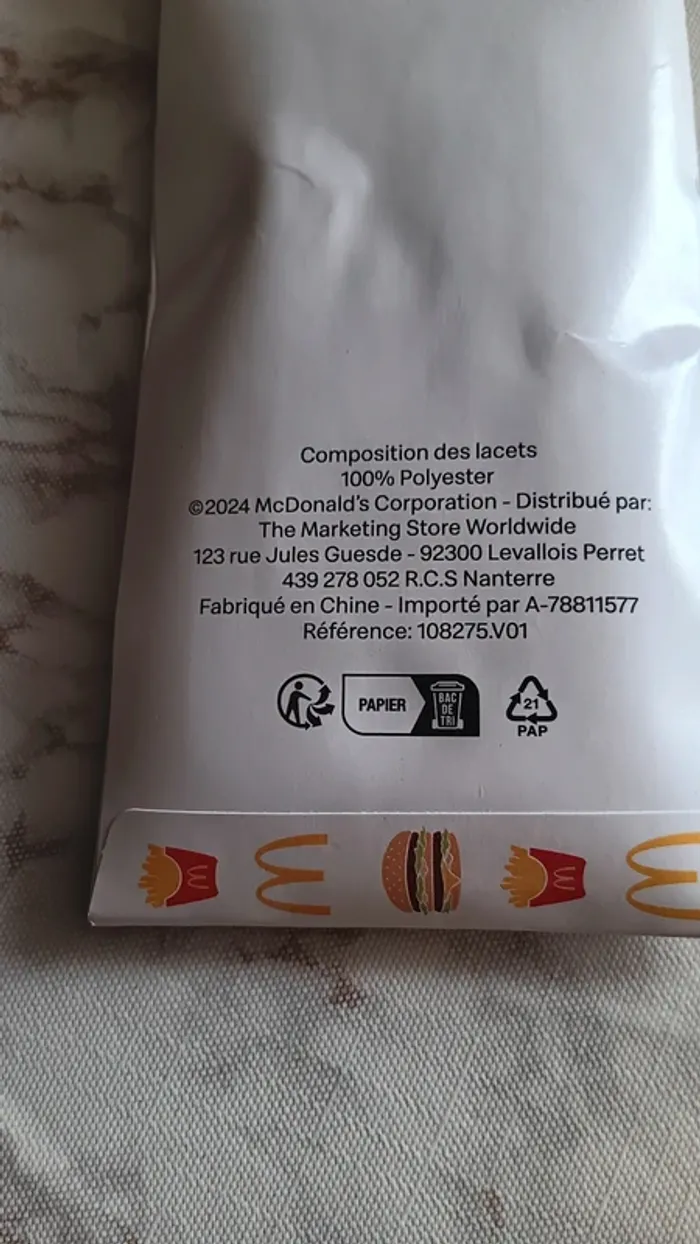 Composition des lacets
100% Polyester
©2024 McDonald's Corporation - Distribué par:
The Marketing Store Worldwide
123 rue Jules Guesde - 92300 Levallois Perret
439 278 052 R.C.S Nanterre
Fabriqué en Chine - Importé par A-78811577
Référence: 108275.V01
PAPIER
BAC
DE
TRI
21
PAP